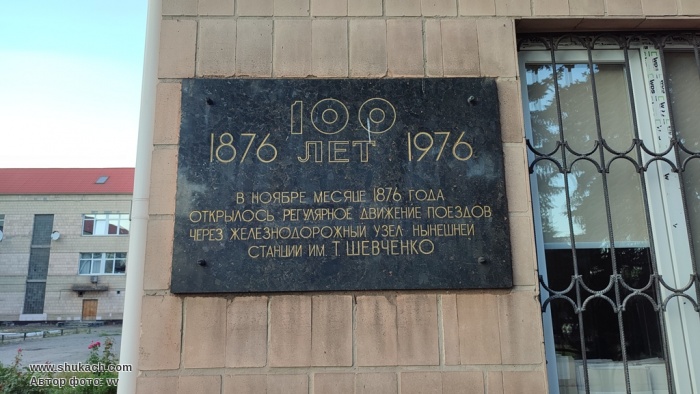 100
1876 ЛЕТ 1976
В НОЯБРЕ МЕСЯЦЕ 1876 ГОДА
ОТКРЫЛОСЬ РЕГУЛЯРНОЕ ДВИЖЕНИЕ ПОЕЗДОВ
ЧЕРЕЗ ЖЕЛЕЗНОДОРОЖНЫЙ УЗЕЛ НЫНЕШНЕЙ
СТАНЦИИ ИМ. Т. ШЕВЧЕНКО
www.shukach.com
Автор фото: vv